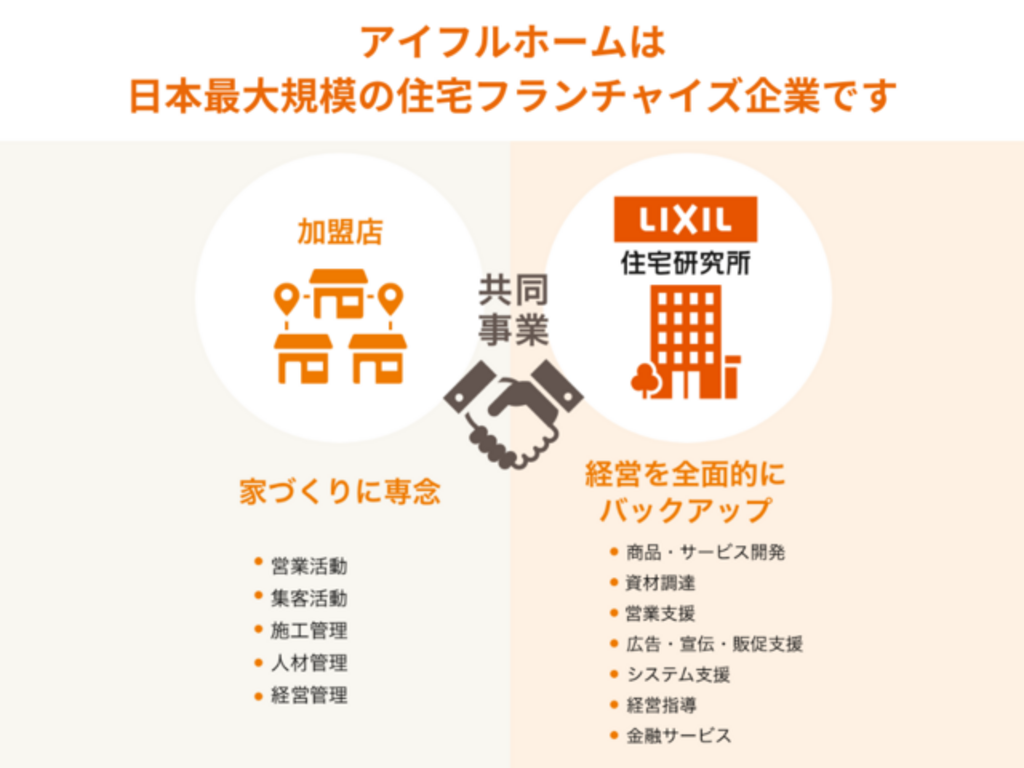 アイフルホームは
日本最大規模の住宅フランチャイズ企業です
加盟店
共同
事業
LIXIL
住宅研究所
家づくりに専念
営業活動
集客活動
施工管理
人材管理
経営管理
経営を全面的に
バックアップ
商品・サービス開発
資材調達
営業支援
広告・宣伝・販促支援
システム支援
経営指導
金融サービス